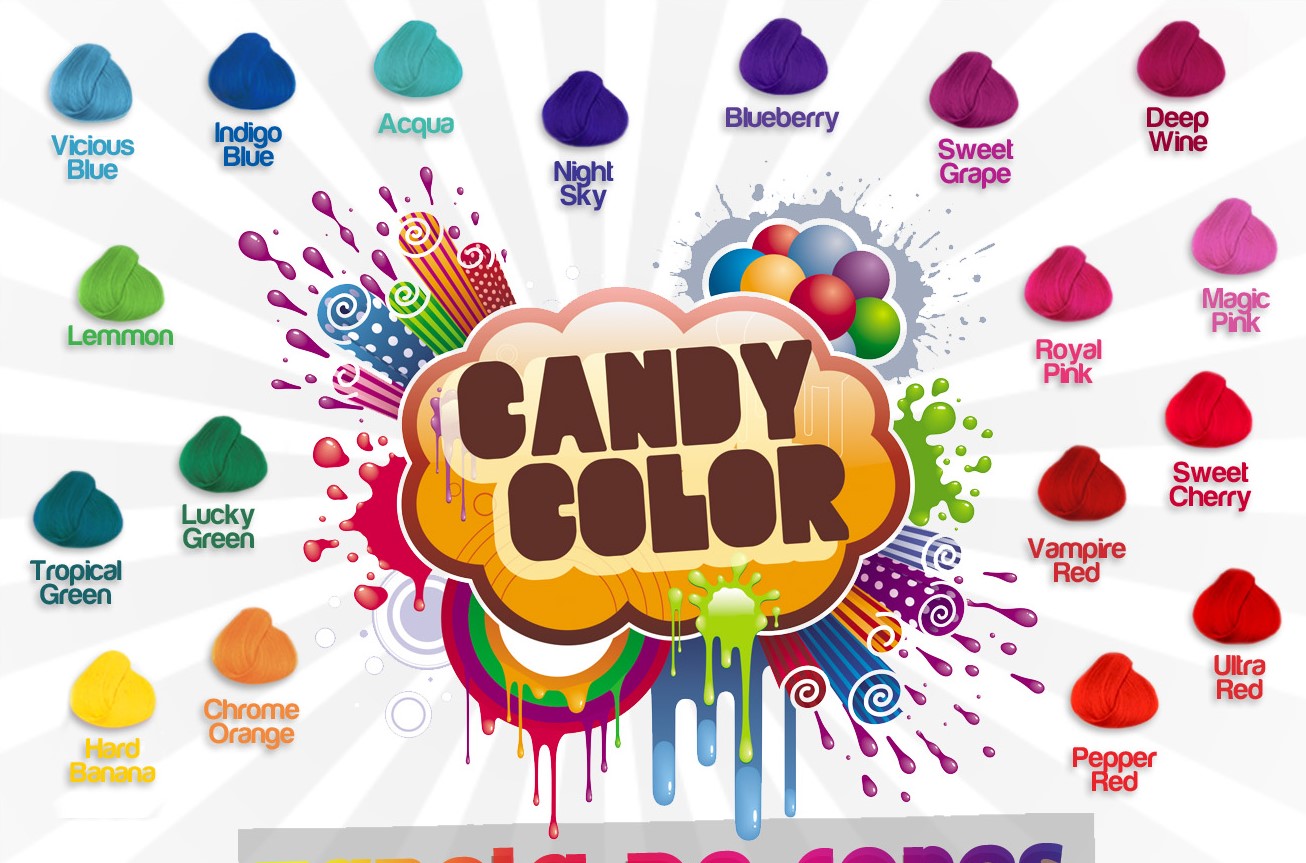 Vicious
Blue
Indigo
Blue
Acqua
Night
Sky
Blueberry
Sweet
Grape
Deep
Wine
Lemmon
Royal
Pink
Magic
Pink
CANDY
COLOR
Lucky
Green
Tropical
Green
Vampire
Red
Sweet
Cherry
Hard
Banana
Chrome
Orange
Pepper
Red
Ultra
Red